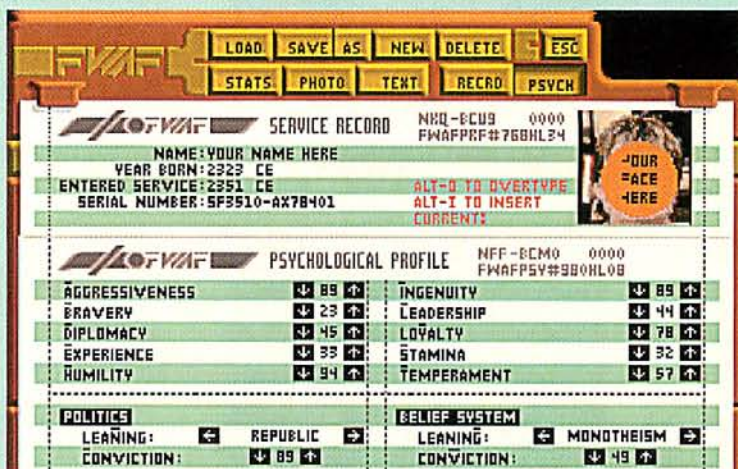 LOAD SAVE AS NEW DELETE ESC
FWAF
STATS PHOTO TEXT RECRD PSYCH
FWAF SERVICE RECORD NXQ-BCU9 0000
FWAFPRF#768HL34
NAME: YOUR NAME HERE
YEAR BORN: 2323 CE
ENTERED SERVICE: 2351 CE
SERIAL NUMBER: SF3510-AX78401
ALT-O TO OVERTYPE
ALT-I TO INSERT
CURRENT:
YOUR
FACE
HERE
FWAF PSYCHOLOGICAL PROFILE NFF-BCMO 0000
FWAFPSY#980HL08
AGGRESSIVENESS 89 INGENUITY 89
BRAVERY 23 LEADERSHIP 44
DIPLOMACY 45 LOYALTY 78
EXPERIENCE 33 STAMINA 32
HUMILITY 94 TEMPERAMENT 57
POLITICS BELIEF SYSTEM
LEANING: REPUBLIC LEANING: MONOTHEISM
CONVICTION: 89 CONVICTION: 49